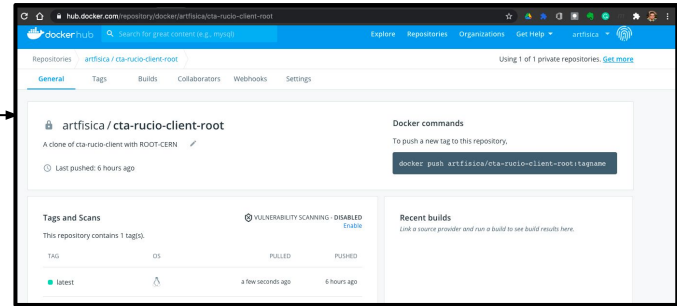 hub.docker.com/repository/docker/artfisica/cta-rucio-client-root
dockerhub Search for great content (e.g., mysql) Explore Repositories Organizations Get Help artfisica
Repositories artfisica / cta-rucio-client-root Using 1 of 1 private repositories. Get more
General Tags Builds Collaborators Webhooks Settings
artfisica / cta-rucio-client-root
A clone of cta-rucio-client with ROOT-CERN
Last pushed: 6 hours ago
Docker commands
To push a new tag to this repository,
docker push artfisica/cta-rucio-client-root:tagname
Tags and Scans
VULNERABILITY SCANNING - DISABLED
Enable
This repository contains 1 tag(s).
TAG OS PULLED PUSHED
latest a few seconds ago 6 hours ago
Recent builds
Link a source provider and run a build to see build results here.